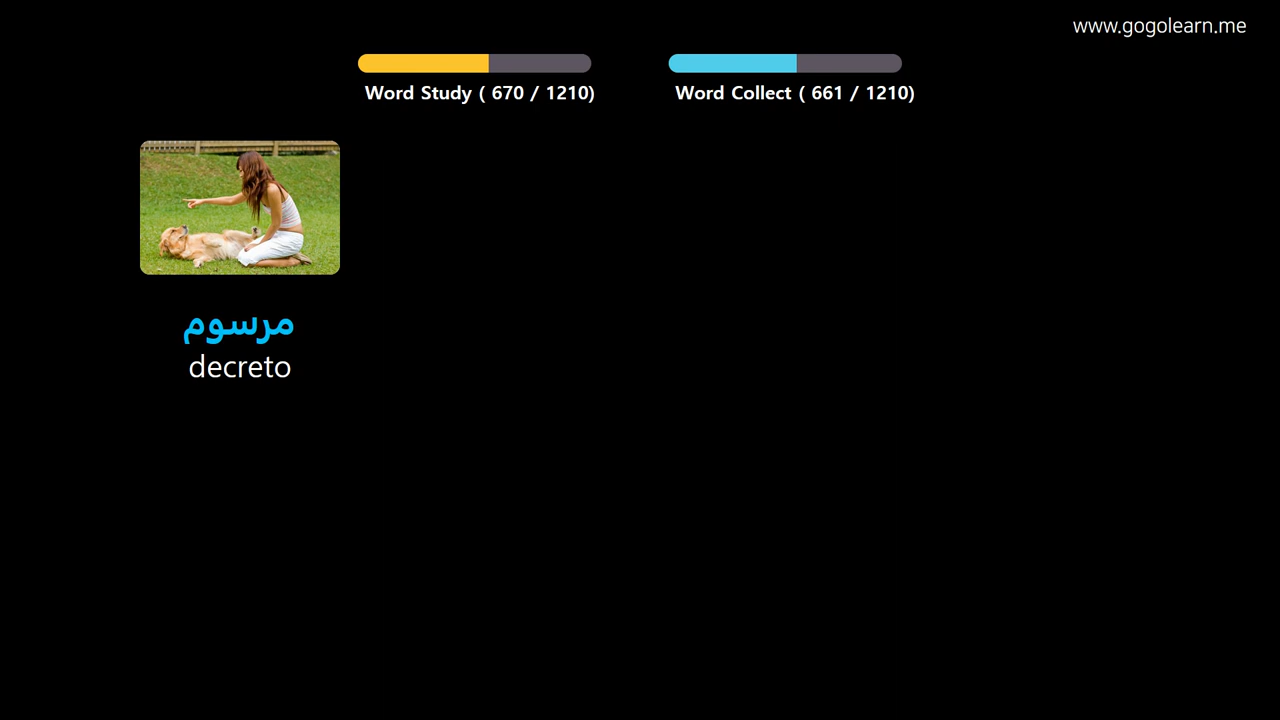 www.gogolearn.me
Word Study ( 670 / 1210)
Word Collect ( 661 / 1210)
مرسوم
decreto